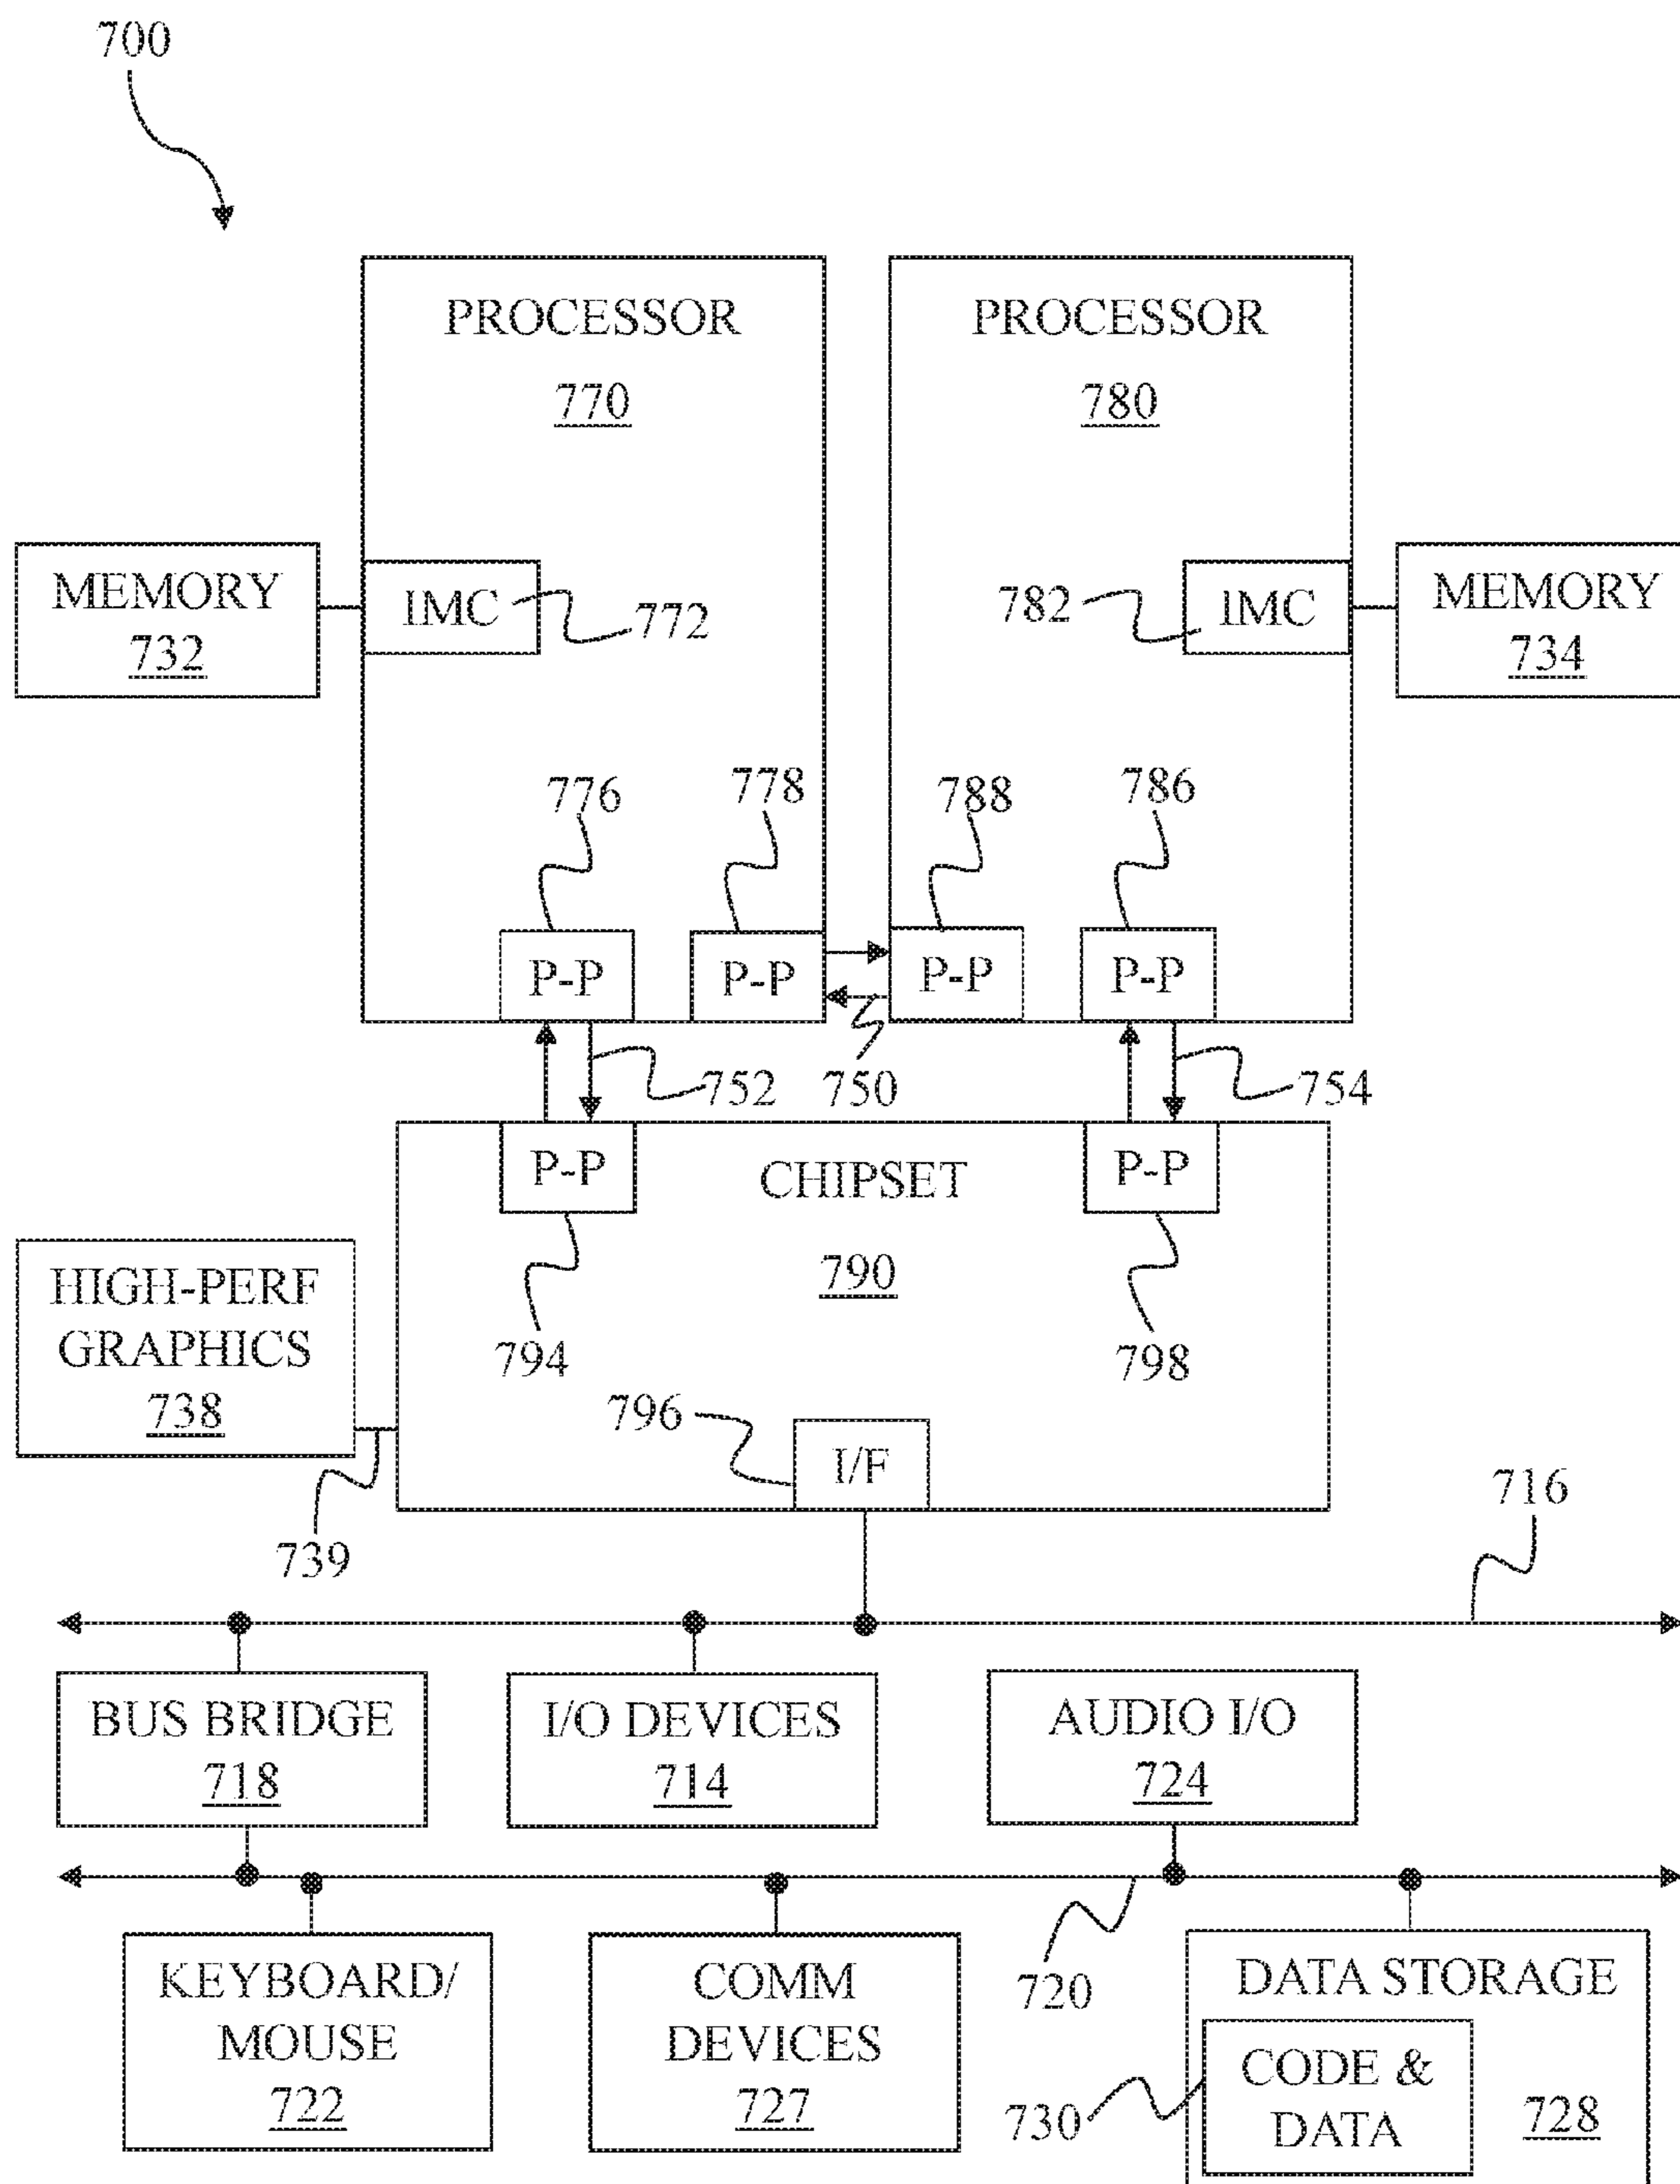 700
PROCESSOR
770
PROCESSOR
780
MEMORY
732
IMC
772
782
IMC
MEMORY
734
776
778
788
786
P-P
P-P
P-P
P-P
752
750
754
P-P
CHIPSET
P-P
790
HIGH-PERF
GRAPHICS
738
794
798
796
I/F
739
716
BUS BRIDGE
718
I/O DEVICES
714
AUDIO I/O
724
720
KEYBOARD/
MOUSE
722
COMM
DEVICES
727
DATA STORAGE
CODE &
DATA
730
728